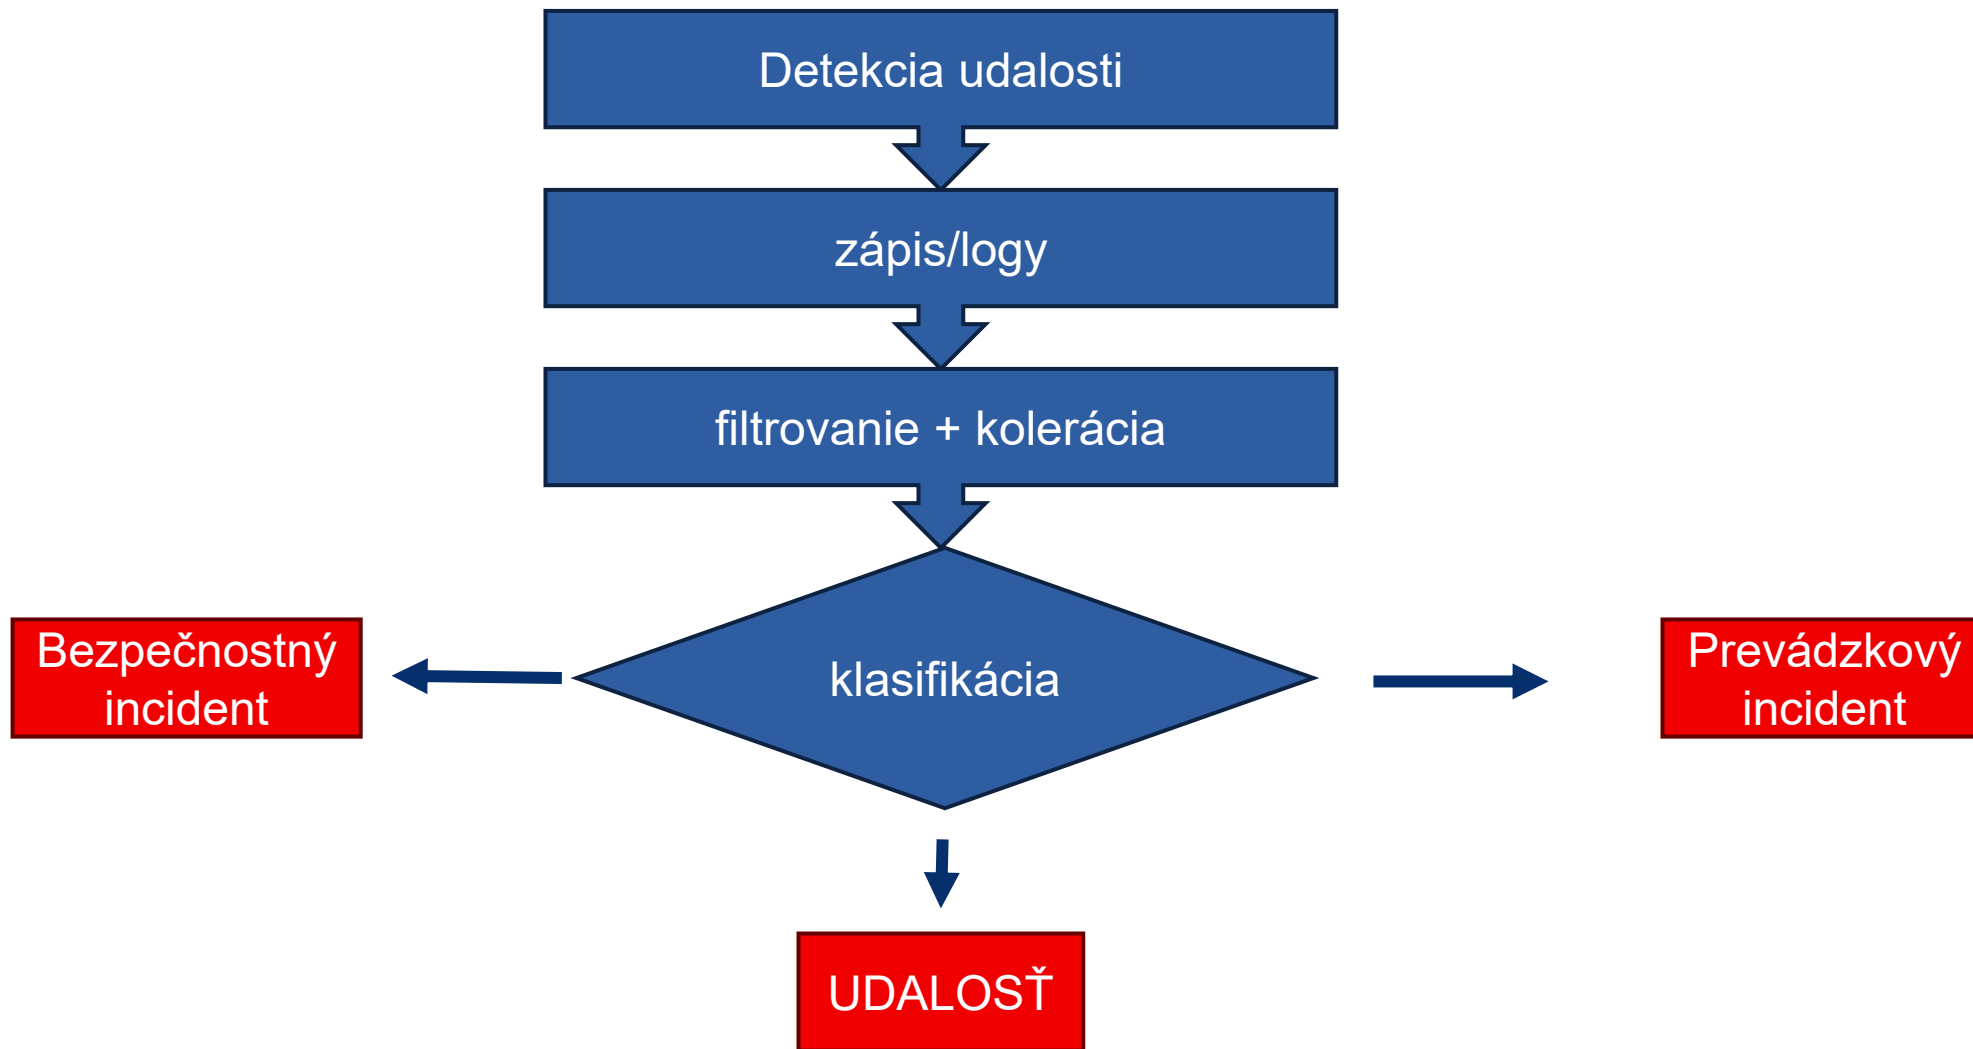 Detekcia udalosti
zápis/logy
filtrovanie + kolerácia
klasifikácia
Bezpečnostný
incident
Prevádzkový
incident
UDALOSŤ